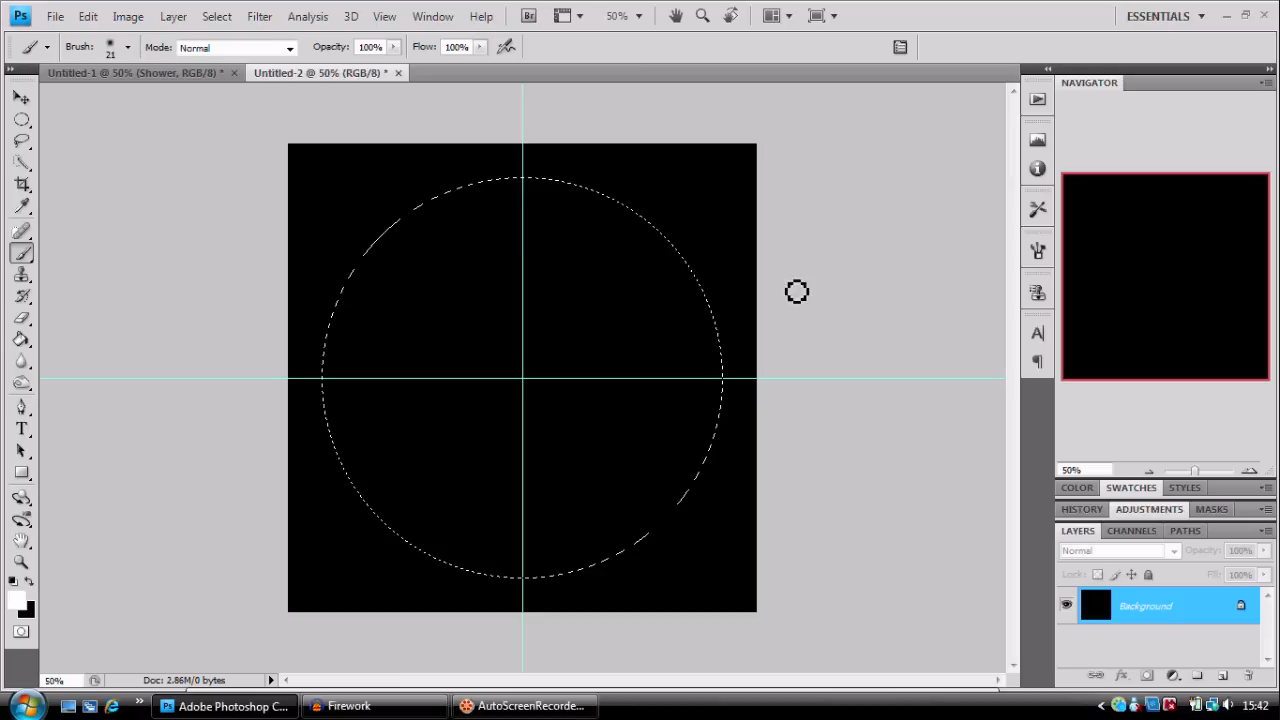 Ps File Edit Image Layer Select Filter Analysis 3D View Window Help Br 50% ESSENTIALS
Brush: 21 Mode: Normal Opacity: 100% Flow: 100%
Untitled-1 @ 50% (Shower, RGB/8) * Untitled-2 @ 50% (RGB/8) *
NAVIGATOR
50%
COLOR SWATCHES STYLES
HISTORY ADJUSTMENTS MASKS
LAYERS CHANNELS PATHS
Normal Opacity: 100%
Locks: Fill: 100%
Background
50% Doc: 2.86M/0 bytes
Ps Adobe Photoshop C... Firework AutoScreenRecorde... 15:42